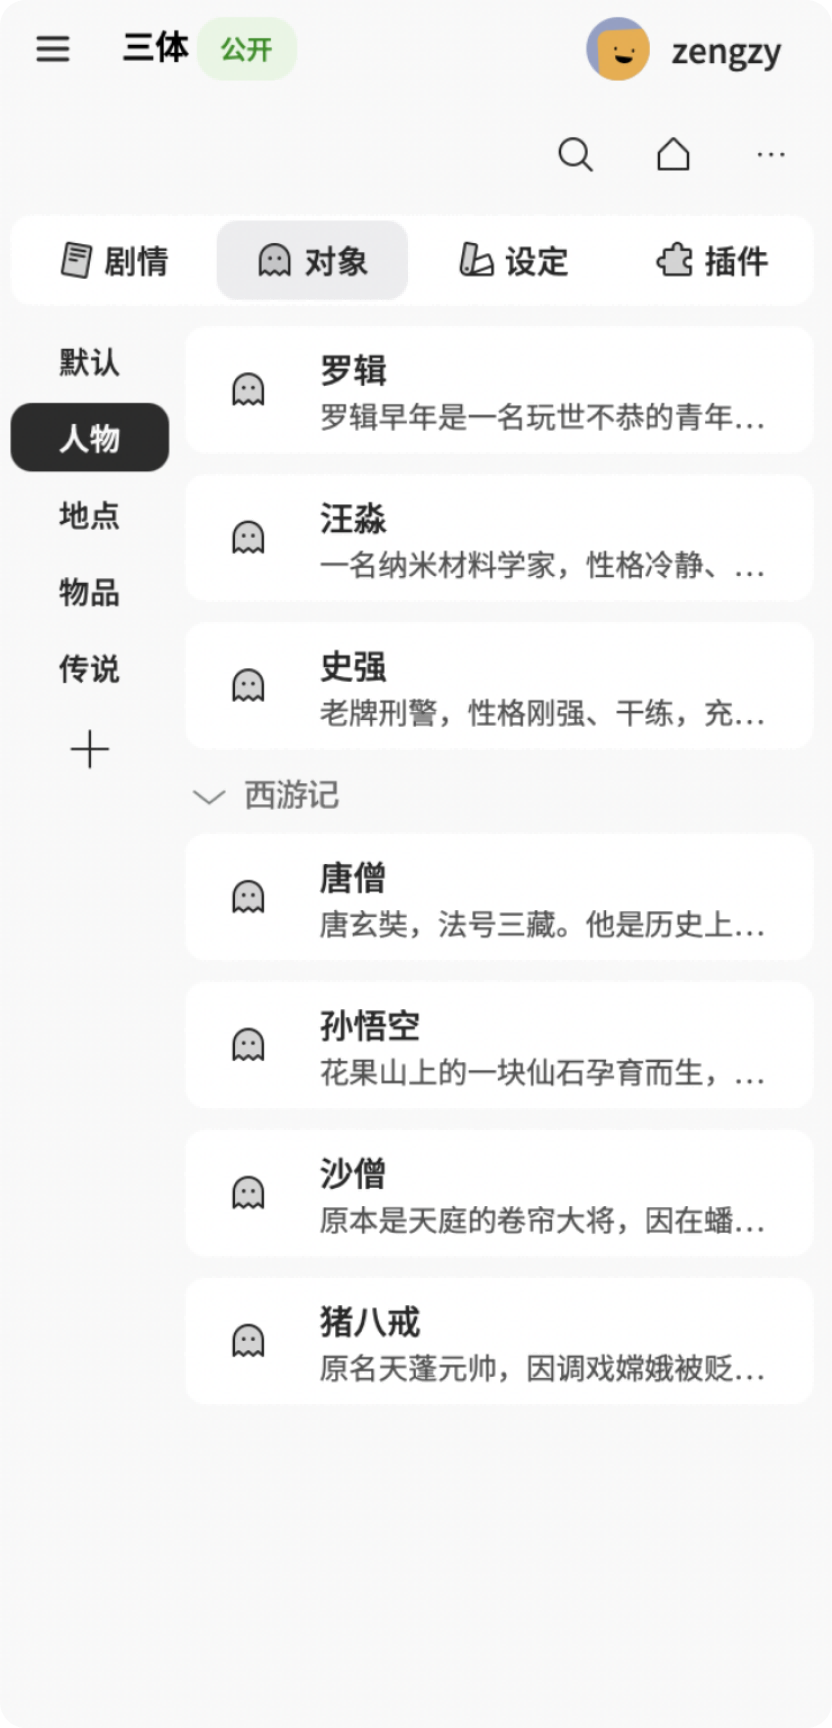 三体 公开 zengzy
剧情 对象 设定 插件
默认
人物
地点
物品
传说
罗辑
罗辑早年是一名玩世不恭的青年...
汪淼
一名纳米材料学家，性格冷静、...
史强
老牌刑警，性格刚强、干练，充...
西游记
唐僧
唐玄奘，法号三藏。他是历史上...
孙悟空
花果山上的一块仙石孕育而生，...
沙僧
原本是天庭的卷帘大将，因在蟠...
猪八戒
原名天蓬元帅，因调戏嫦娥被贬...